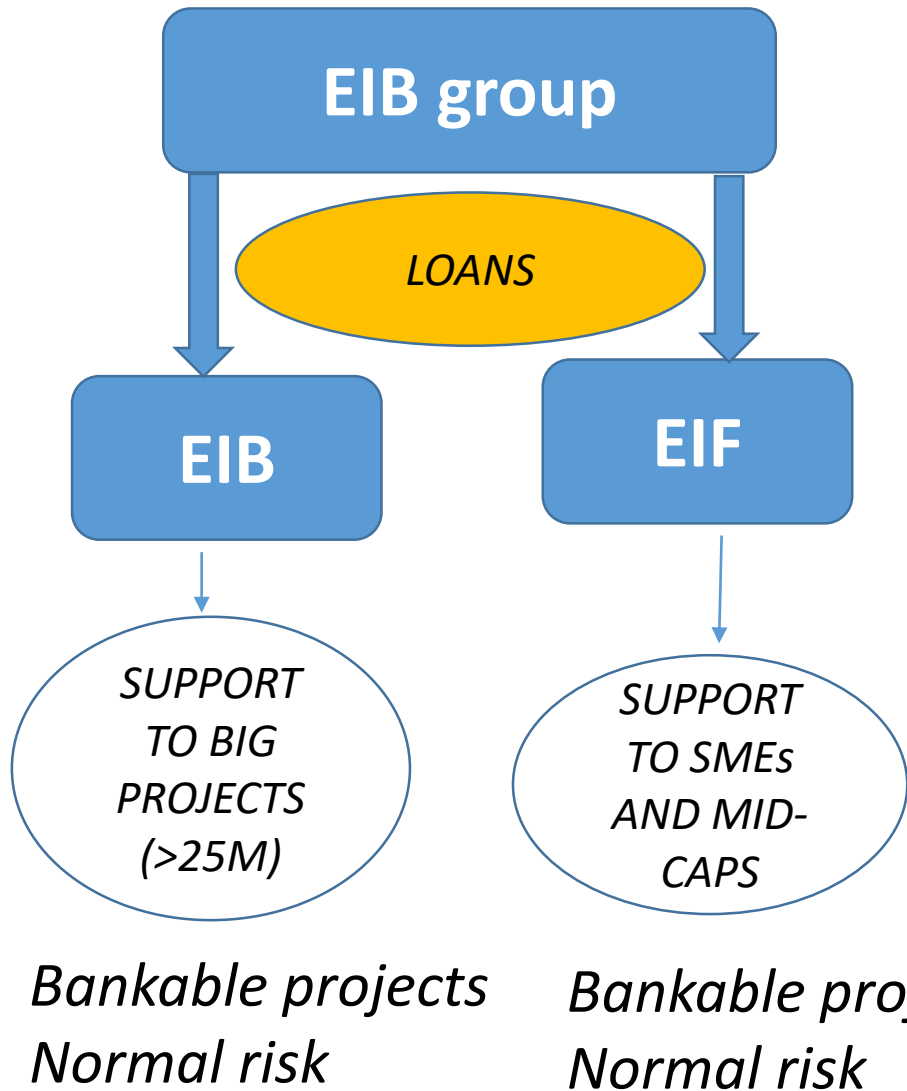 EIB group
LOANS
EIB
EIF
SUPPORT
TO BIG
PROJECTS
(>25M)
SUPPORT
TO SMEs
AND MID-
CAPS
Bankable projects
Normal risk
Bankable
Normal risk